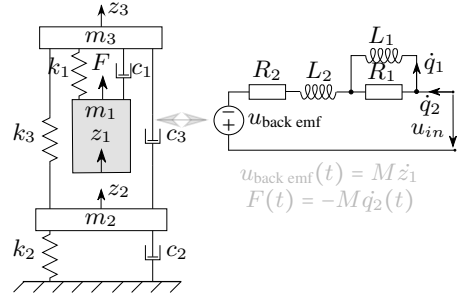 z₃
m₃
k₁
F
c₁
m₁
z₁
k₃
c₃
z₂
m₂
k₂
c₂
L₁
R₂
L₂
R₁
q̇₁
q̇₂
u_back emf
u_in
u_back emf(t) = Mż₁
F(t) = −Mq̇₂(t)